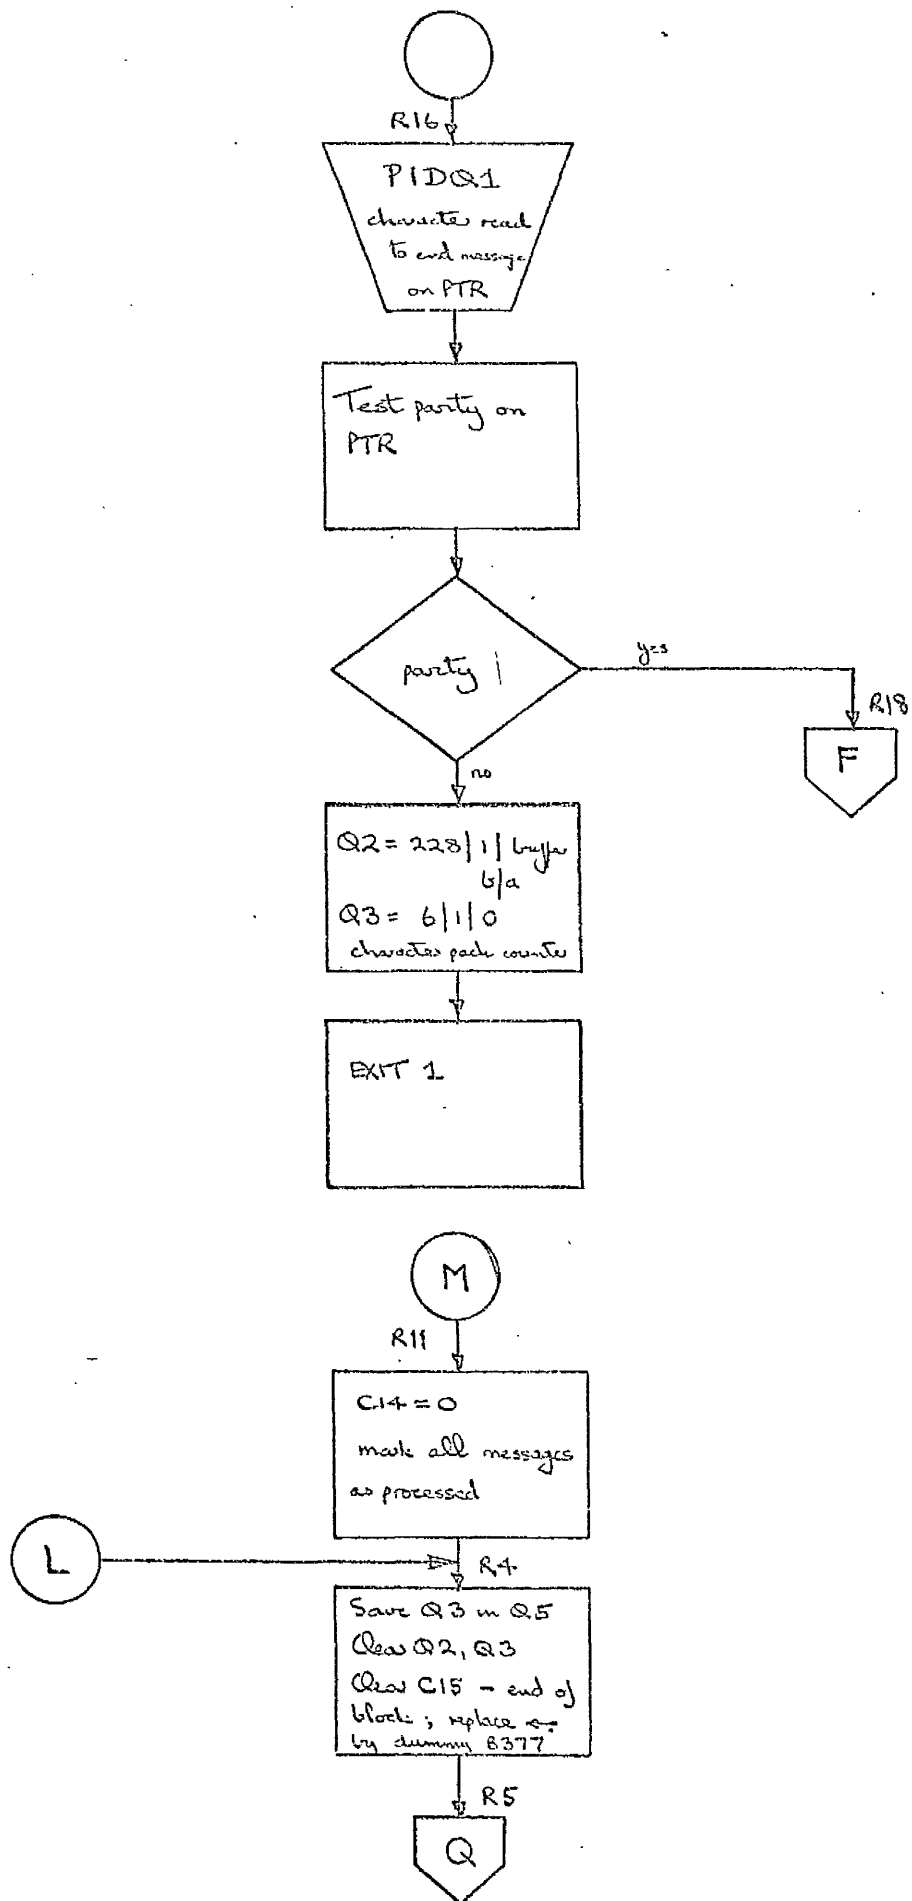 R16
PIDQ1
character read
to end message
on PTR
Test parity on
PTR
parity
yes
R18
F
no
Q2 = 228/1/buffer
b/a
Q3 = 6/1/0
character pack counter
EXIT 1
M
R11
C14 = 0
mark all messages
as processed
L
R4
Save Q3 in Q5
Clear Q2, Q3
Clear C15 - end of
block; replace ←
by dummy B377
R5
Q